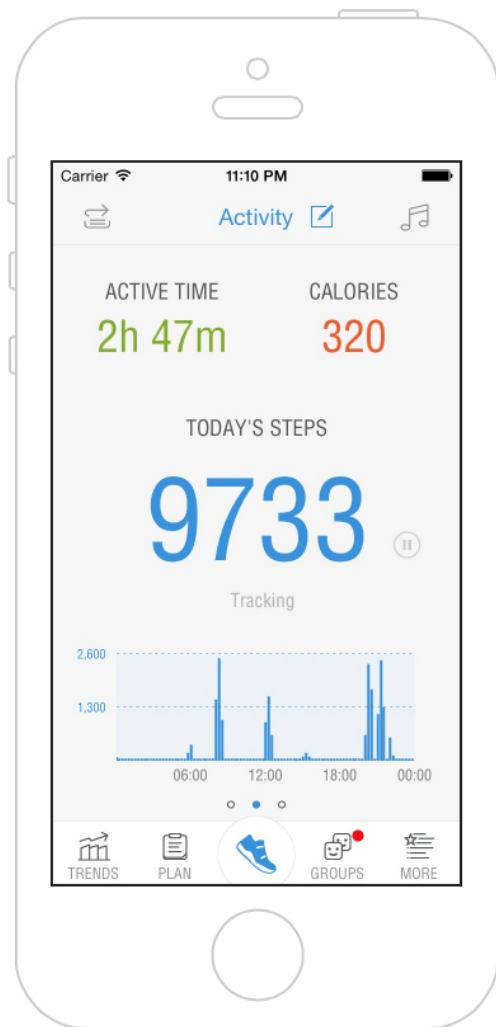 Carrier 11:10 PM
Activity
ACTIVE TIME CALORIES
2h 47m 320
TODAY'S STEPS
9733
Tracking
2,600
1,300
06:00 12:00 18:00 00:00
TRENDS PLAN GROUPS MORE